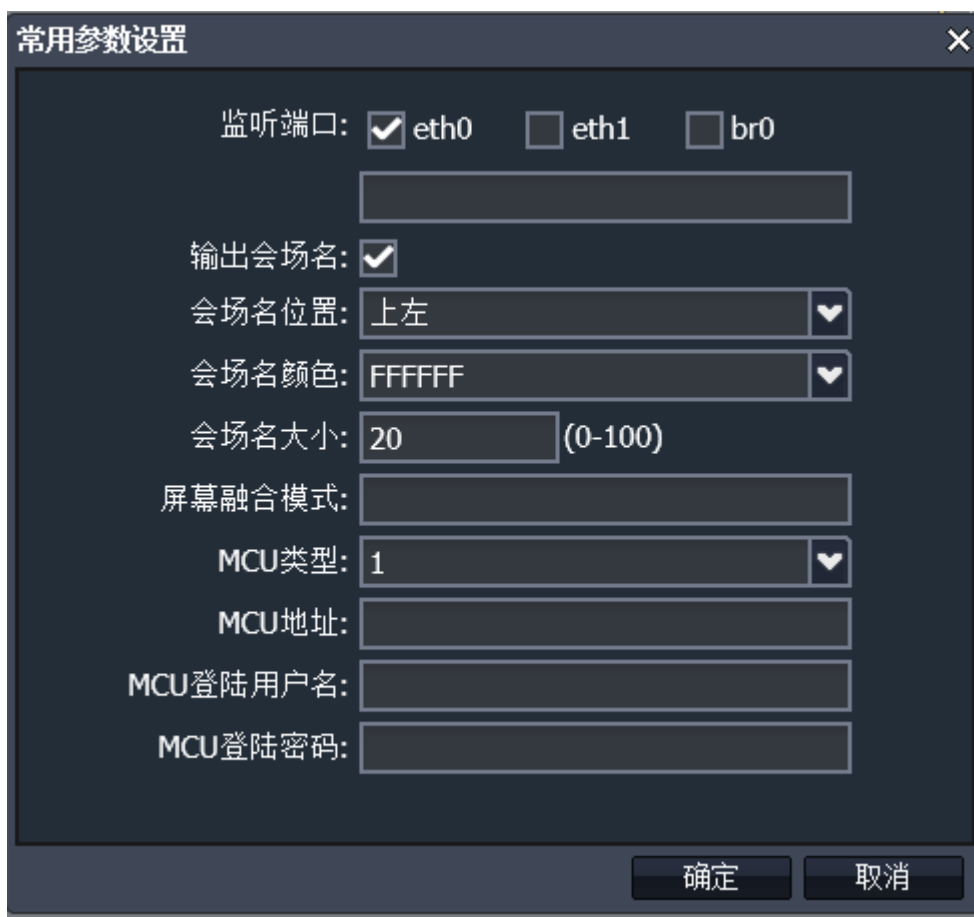 常用参数设置
监听端口: eth0 eth1 br0
输出会场名:
会场名位置: 上左
会场名颜色: FFFFFF
会场名大小: 20 (0-100)
屏幕融合模式:
MCU类型: 1
MCU地址:
MCU登陆用户名:
MCU登陆密码:
确定 取消